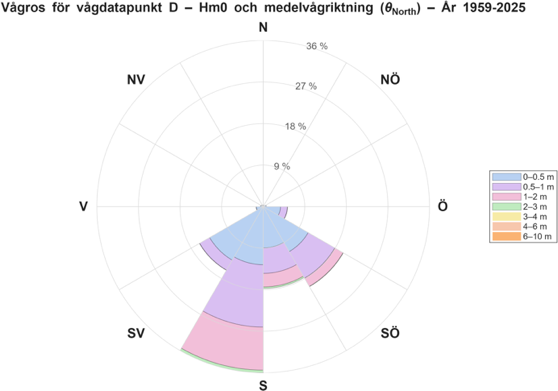 Vågros för vågdatapunkt D – Hm0 och medelvågriktning (θNorth) – År 1959-2025
N
36 %
NV
NÖ
27 %
18 %
9 %
0–0.5 m
0.5–1 m
1–2 m
2–3 m
3–4 m
4–6 m
6–10 m
V
Ö
SV
SÖ
S